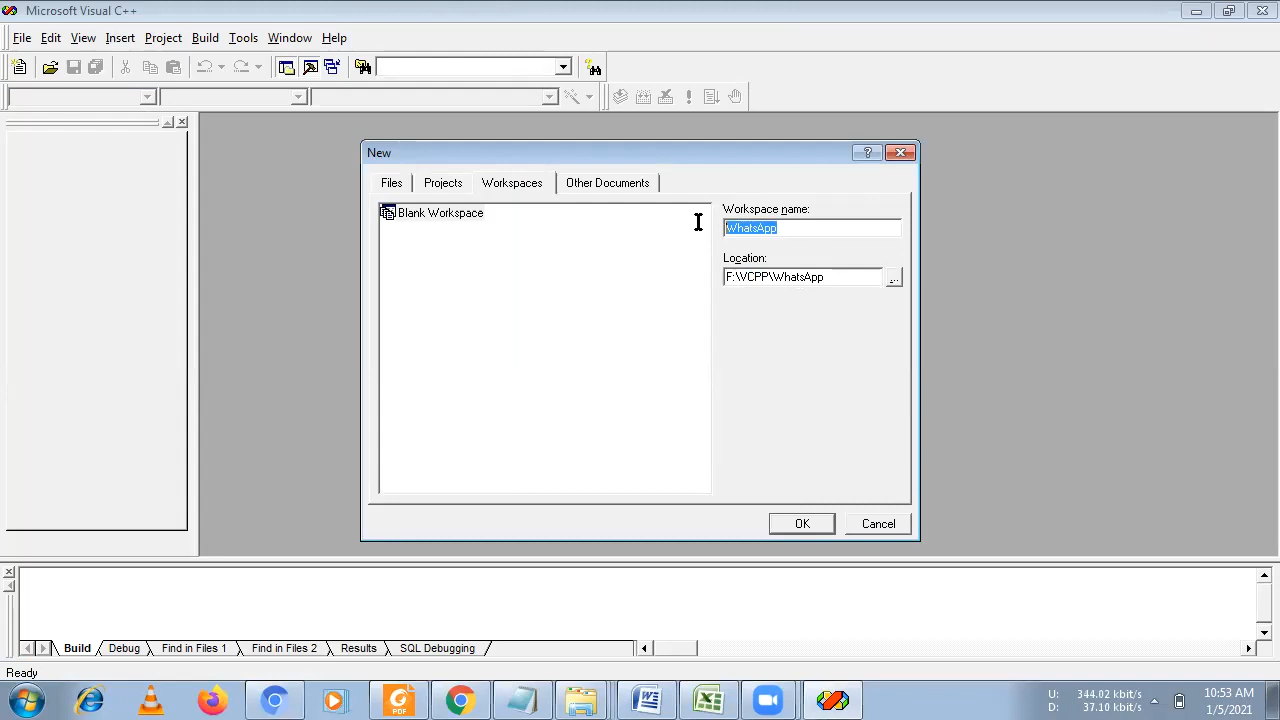 Microsoft Visual C++
File Edit View Insert Project Build Tools Window Help
New
Files Projects Workspaces Other Documents
Blank Workspace
Workspace name:
WhatsApp
Location:
F:\VCPP\WhatsApp
...
OK Cancel
Build Debug Find in Files 1 Find in Files 2 Results SQL Debugging
Ready
PDF
U: 344.02 kbit/s
D: 37.10 kbit/s
10:53 AM
1/5/2021